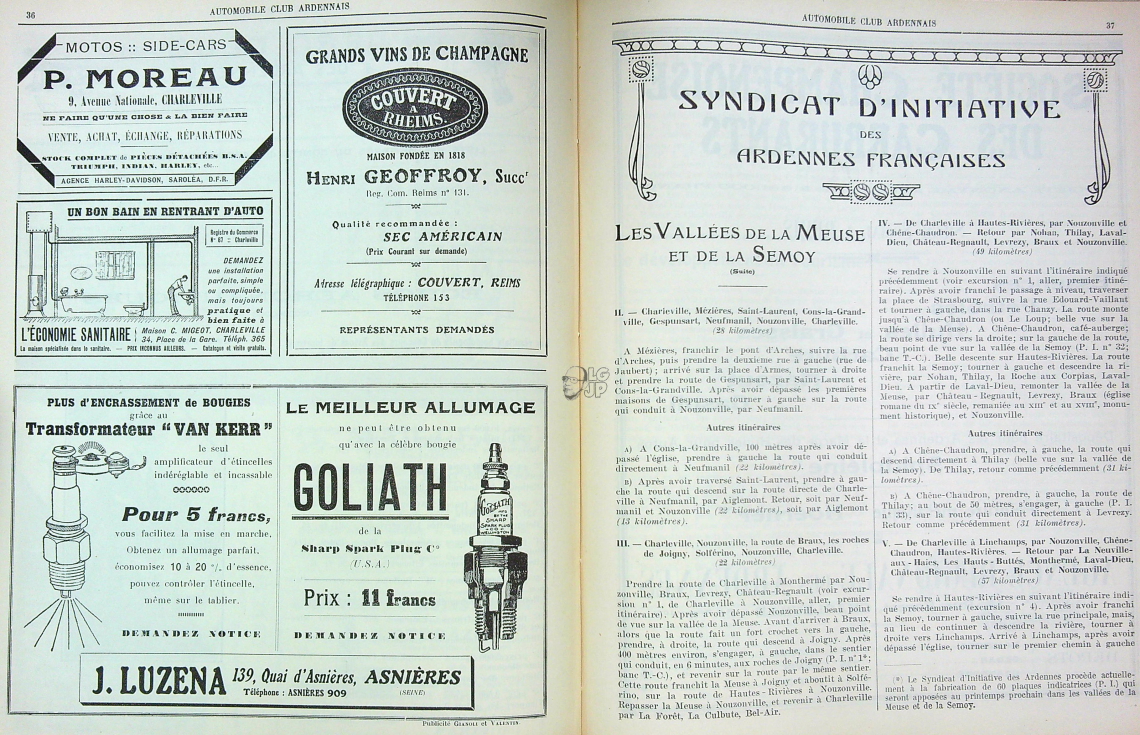 36
AUTOMOBILE CLUB ARDENNAIS
MOTOS :: SIDE-CARS
P. MOREAU
9, Avenue Nationale, CHARLEVILLE
NE FAIRE QU'UNE CHOSE & LA BIEN FAIRE
VENTE, ACHAT, ÉCHANGE, RÉPARATIONS
STOCK COMPLET de PIÈCES DÉTACHÉES B.S.A.
TRIUMPH, INDIAN, HARLEY, etc...
AGENCE HARLEY-DAVIDSON, SAROLÉA, D.F.R.
UN BON BAIN EN RENTRANT D'AUTO
Registre du Commerce
N° 67 :: Charleville
DEMANDEZ
une installation
parfaite, simple
ou compliquée,
mais toujours
pratique et
bien faite à
L'ÉCONOMIE SANITAIRE
Maison C. MIGEOT, CHARLEVILLE
34, Place de la Gare. Téléph. 365
La maison spécialisée dans le sanitaire. — PRIX INCONNUS AILLEURS. — Catalogue et visite gratuits.
GRANDS VINS DE CHAMPAGNE
COUVERT
A
RHEIMS.
MAISON FONDÉE EN 1818
HENRI GEOFFROY, Succr
Reg. Com. Reims n° 131.
Qualité recommandée :
SEC AMÉRICAIN
(Prix Courant sur demande)
Adresse télégraphique : COUVERT, REIMS
TÉLÉPHONE 153
REPRÉSENTANTS DEMANDÉS
PLUS d'ENCRASSEMENT de BOUGIES
grâce au
Transformateur "VAN KERR"
le seul
amplificateur d'étincelles
indéréglable et incassable
Pour 5 francs,
vous facilitez la mise en marche.
Obtenez un allumage parfait,
économisez 10 à 20 % d'essence,
pouvez contrôler l'étincelle,
même sur le tablier.
DEMANDEZ NOTICE
LE MEILLEUR ALLUMAGE
ne peut être obtenu
qu'avec la célèbre bougie
GOLIATH
de la
Sharp Spark Plug C°
(U.S.A.)
Prix : 11 francs
DEMANDEZ NOTICE
GOLIATH
MFD
BY THE
SHARP
SPARK PLUG
WELLINGTON
J. LUZENA
139, Quai d'Asnières, ASNIÈRES
Téléphone : ASNIÈRES 909
(SEINE)
Publicité GIANOLI et VALENTIN
LG
JP
AUTOMOBILE CLUB ARDENNAIS
37
SYNDICAT D'INITIATIVE
DES
ARDENNES FRANÇAISES
LES VALLÉES DE LA MEUSE
ET DE LA SEMOY
(Suite)
II. — Charleville, Mézières, Saint-Laurent, Cons-la-Grand-
ville, Gespunsart, Neufmanil, Nouzonville, Charleville.
(28 kilomètres)
A Mézières, franchir le pont d'Arches, suivre la rue
d'Arches, puis prendre la deuxième rue à gauche (rue de
Jaubert) ; arrivé sur la place d'Armes, tourner à droite
et prendre la route de Gespunsart, par Saint-Laurent et
Cons-la-Grandville. Après avoir dépassé les premières
maisons de Gespunsart, tourner à gauche sur la route
qui conduit à Nouzonville, par Neufmanil.
Autres itinéraires
A) A Cons-la-Grandville, 100 mètres après avoir dé-
passé l'église, prendre à gauche la route qui conduit
directement à Neufmanil (22 kilomètres).
B) Après avoir traversé Saint-Laurent, prendre à gau-
che la route qui descend sur la route directe de Charle-
ville à Neufmanil, par Aiglemont. Retour, soit par Neuf-
manil et Nouzonville (22 kilomètres), soit par Aiglemont
(13 kilomètres).
III. — Charleville, Nouzonville, la route de Braux, les roches
de Joigny, Solférino, Nouzonville, Charleville.
(22 kilomètres)
Prendre la route de Charleville à Monthermé par Nou-
zonville, Braux, Levrezy, Château-Regnault (voir excur-
sion n° 1, de Charleville à Nouzonville, aller, premier
itinéraire). Après avoir dépassé Nouzonville, beau point
de vue sur la vallée de la Meuse. Avant d'arriver à Braux,
alors que la route fait un fort crochet vers la gauche,
prendre, à droite, la route qui descend à Joigny. Après
400 mètres environ, s'engager, à gauche, dans le sentier
qui conduit, en 6 minutes, aux roches de Joigny (P. I. n° 1* ;
banc T.-C.), et revenir sur la route par le même sentier.
Cette route franchit la Meuse à Joigny et aboutit à Solfé-
rino, sur la route de Hautes-Rivières à Nouzonville.
Repasser la Meuse à Nouzonville, et revenir à Charleville
par La Forêt, La Culbute, Bel-Air.
IV. — De Charleville à Hautes-Rivières, par Nouzonville et
Chêne-Chaudron. — Retour par Nohan, Thilay, Laval-
Dieu, Château-Regnault, Levrezy, Braux et Nouzonville.
(49 kilomètres)
Se rendre à Nouzonville en suivant l'itinéraire indiqué
précédemment (voir excursion n° 1, aller, premier itiné-
raire). Après avoir franchi le passage à niveau, traverser
la place de Strasbourg, suivre la rue Edouard-Vaillant
et tourner à gauche, dans la rue Chanzy. La route monte
jusqu'à Chêne-Chaudron (ou Le Loup ; belle vue sur la
vallée de la Meuse). A Chêne-Chaudron, café-auberge ;
la route se dirige vers la droite ; sur la gauche de la route,
beau point de vue sur la vallée de la Semoy (P. I. n° 32 ;
banc T.-C.). Belle descente sur Hautes-Rivières. La route
franchit la Semoy ; tourner à gauche et descendre la ri-
vière, par Nohan, Thilay, la Roche aux Corpias, Laval-
Dieu. A partir de Laval-Dieu, remonter la vallée de la
Meuse, par Château-Regnault, Levrezy, Braux (église
romane du IXe siècle, remaniée au XIIIe et au XVIIIe, monu-
ment historique), et Nouzonville.
Autres itinéraires
A) A Chêne-Chaudron, prendre, à gauche, la route qui
descend directement à Thilay (belle vue sur la vallée de
la Semoy). De Thilay, retour comme précédemment (31 ki-
lomètres).
B) A Chêne-Chaudron, prendre, à gauche, la route de
Thilay ; au bout de 50 mètres, s'engager, à gauche (P. I.
n° 33), sur la route qui conduit directement à Levrezy.
Retour comme précédemment (31 kilomètres).
V. — De Charleville à Linchamps, par Nouzonville, Chêne-
Chaudron, Hautes-Rivières. — Retour par La Neuville-
aux-Haies, Les Hauts-Buttés, Monthermé, Laval-Dieu,
Château-Regnault, Levrezy, Braux et Nouzonville.
(57 kilomètres)
Se rendre à Hautes-Rivières en suivant l'itinéraire indi-
qué précédemment (excursion n° 4). Après avoir franchi
la Semoy, tourner à gauche, suivre la rue principale, mais,
au lieu de continuer à descendre la rivière, tourner à
droite vers Linchamps. Arrivé à Linchamps, après avoir
dépassé l'église, tourner sur le premier chemin à gauche
(*) Le Syndicat d'Initiative des Ardennes procède actuelle-
ment à la fabrication de 60 plaques indicatrices (P. I.) qui
seront apposées au printemps prochain dans les vallées de la
Meuse et de la Semoy.